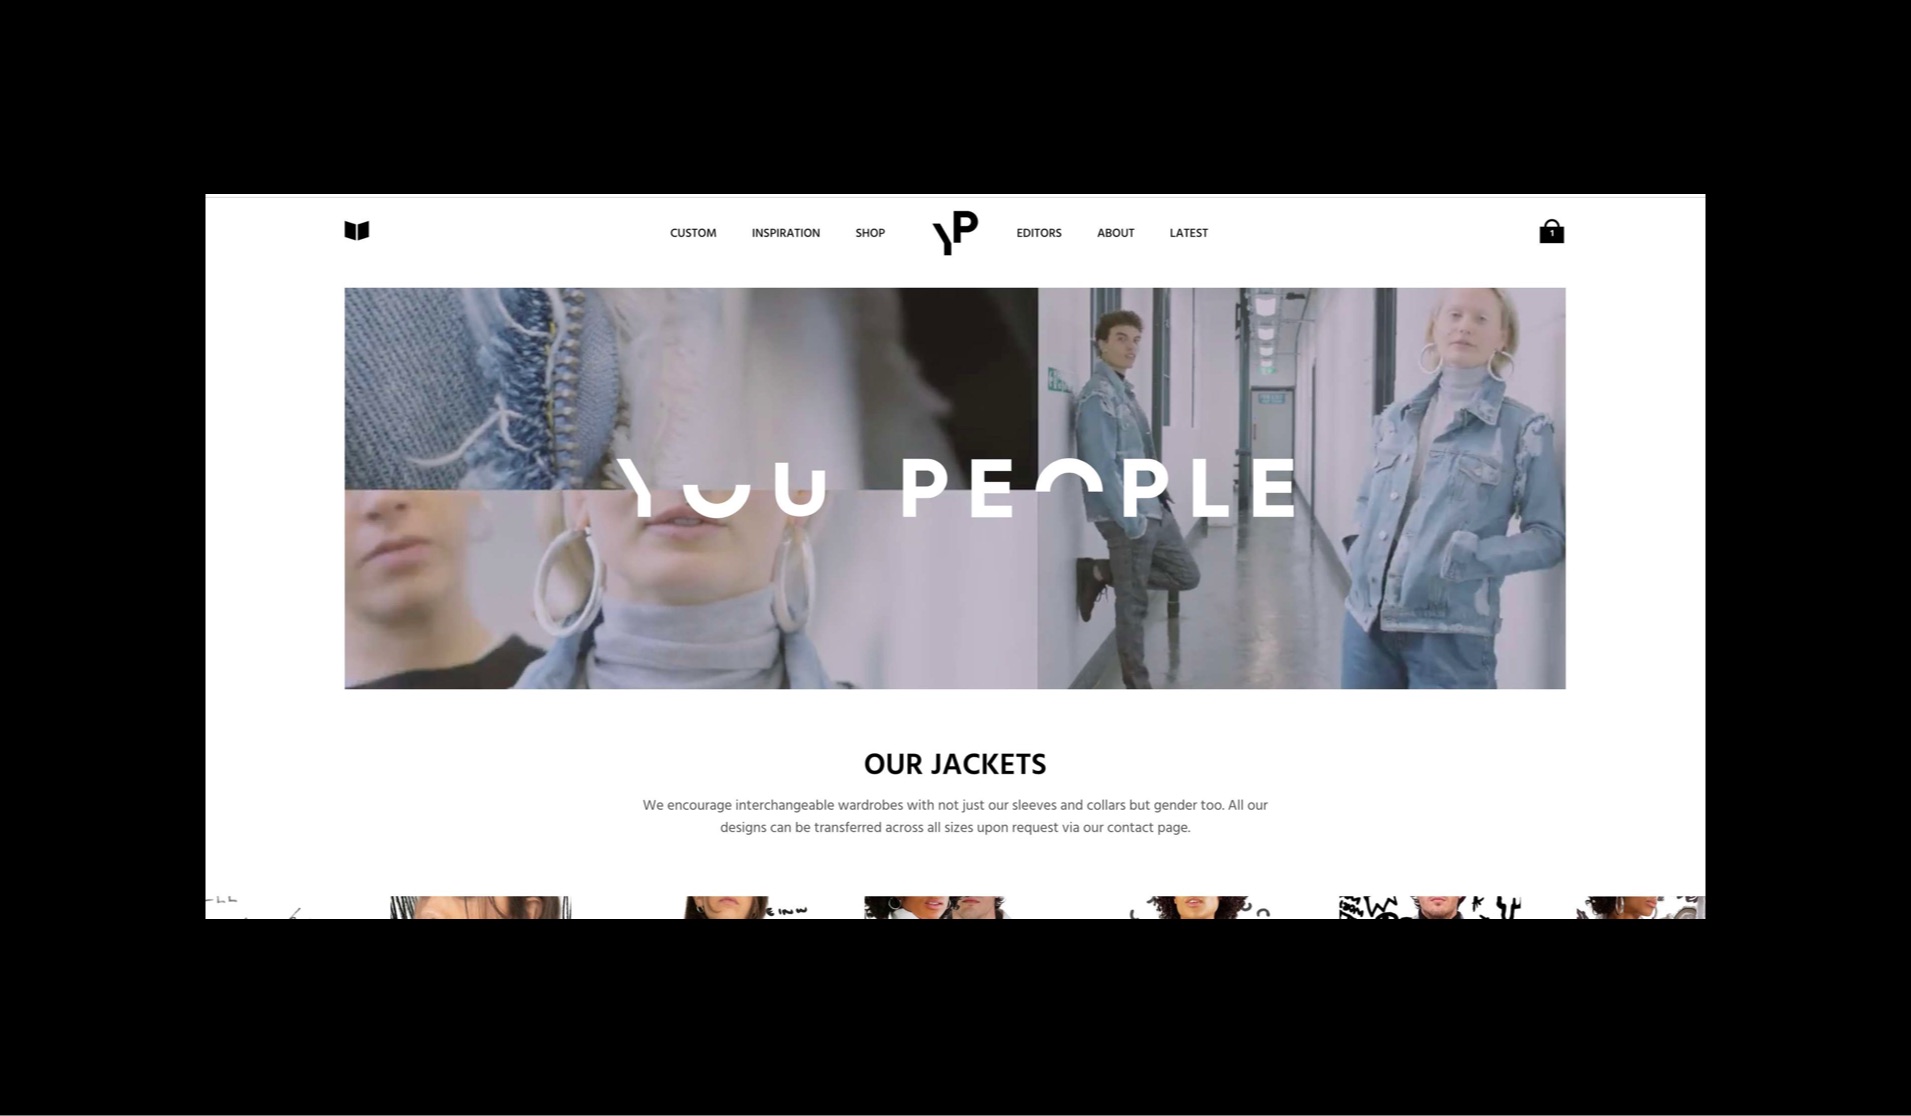 CUSTOM INSPIRATION SHOP YP EDITORS ABOUT LATEST 1
YOU PEOPLE
OUR JACKETS
We encourage interchangeable wardrobes with not just our sleeves and collars but gender too. All our
designs can be transferred across all sizes upon request via our contact page.